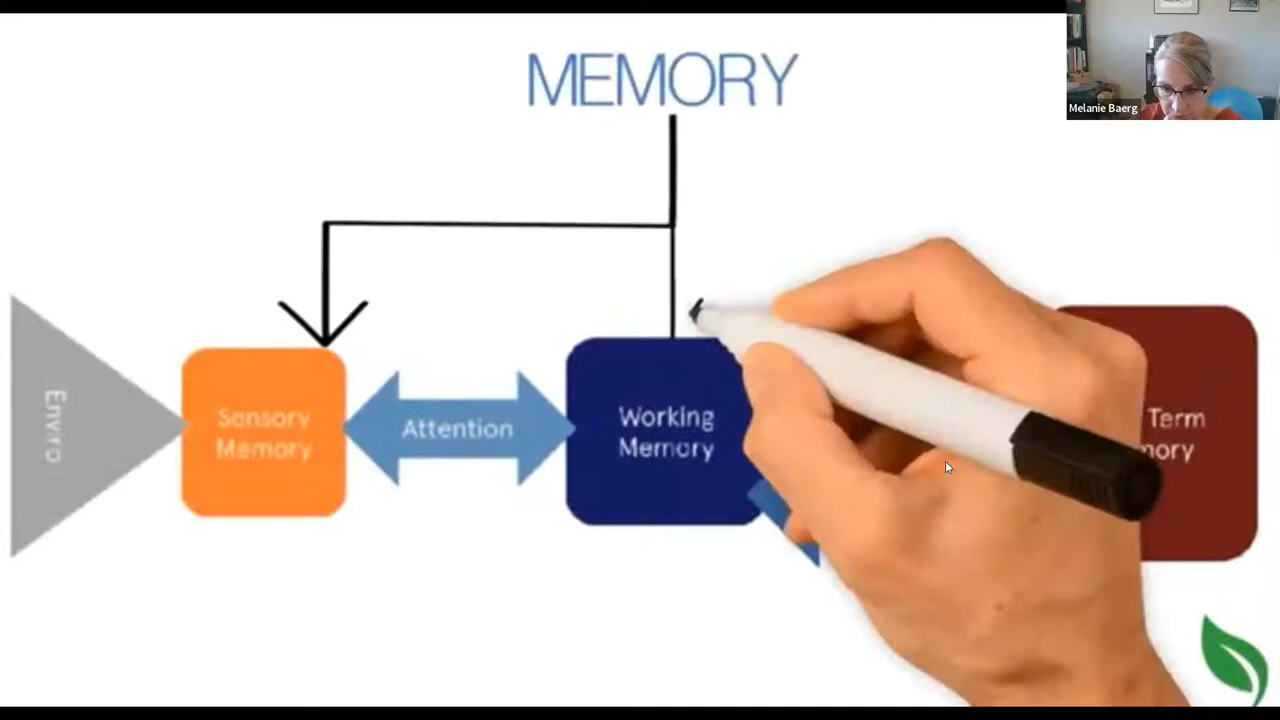 MEMORY
Melanie Baerg
Enviro
Sensory
Memory
Attention
Working
Memory
Term